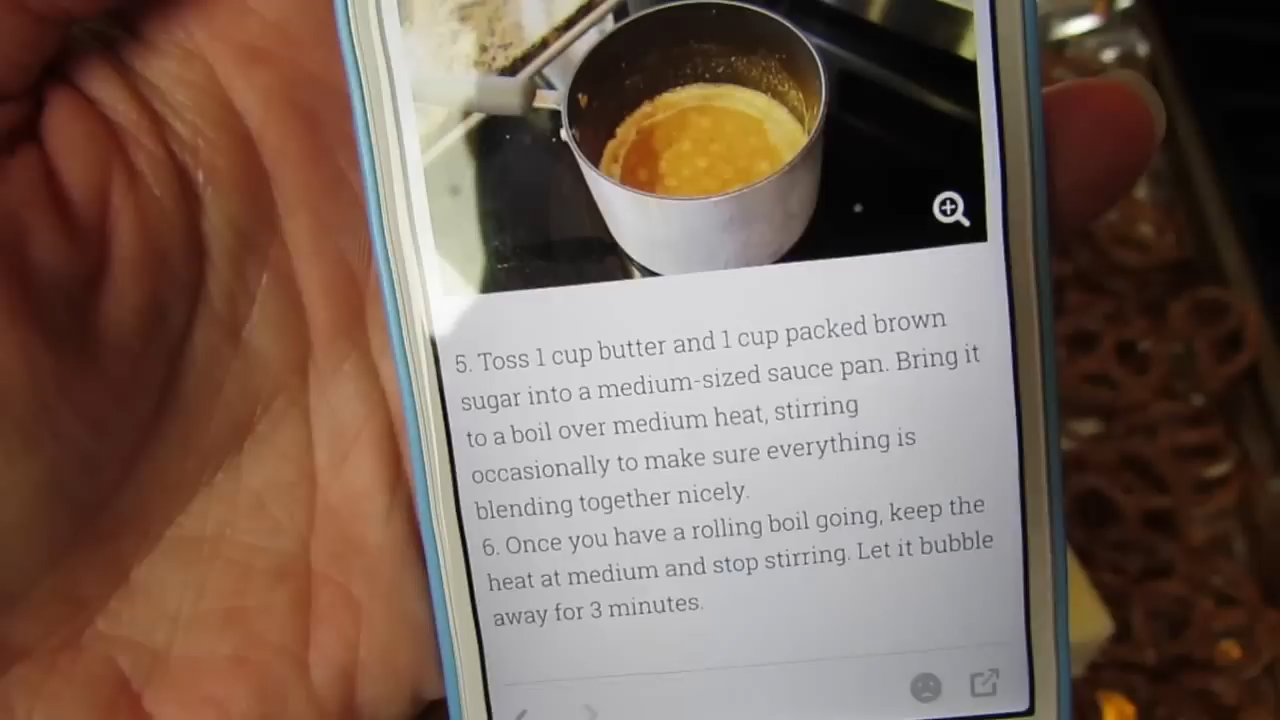 5. Toss 1 cup butter and 1 cup packed brown
sugar into a medium-sized sauce pan. Bring it
to a boil over medium heat, stirring
occasionally to make sure everything is
blending together nicely.
6. Once you have a rolling boil going, keep the
heat at medium and stop stirring. Let it bubble
away for 3 minutes.